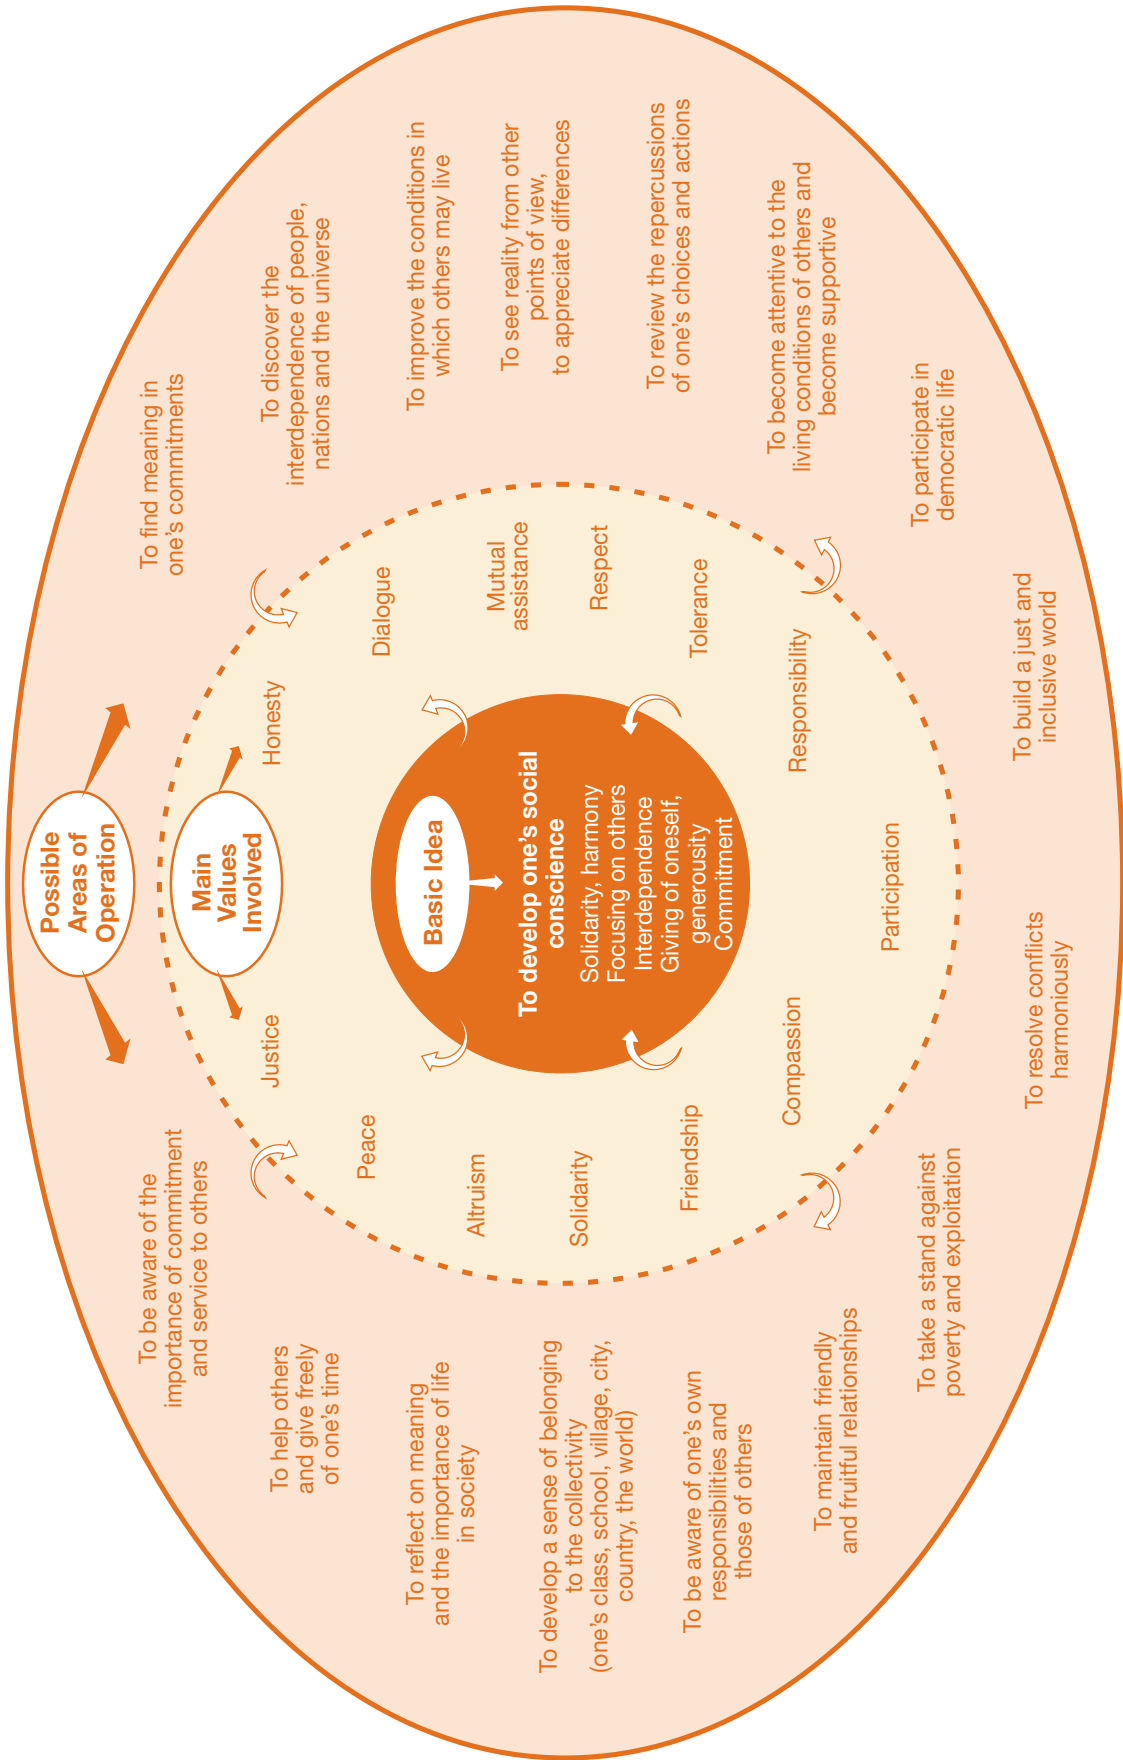 Possible
Areas of
Operation
Main
Values
Involved
Basic Idea
To develop one's social
conscience
Solidarity, harmony
Focusing on others
Interdependence
Giving of oneself,
generousity
Commitment
Honesty
Dialogue
Mutual
assistance
Respect
Tolerance
Responsibility
Participation
Compassion
Friendship
Solidarity
Altruism
Peace
Justice
To find meaning in
one's commitments
To discover the
interdependence of people,
nations and the universe
To improve the conditions in
which others may live
To see reality from other
points of view,
to appreciate differences
To review the repercussions
of one's choices and actions
To become attentive to the
living conditions of others and
become supportive
To participate in
democratic life
To build a just and
inclusive world
To resolve conflicts
harmoniously
To take a stand against
poverty and exploitation
To maintain friendly
and fruitful relationships
To be aware of one's own
responsibilities and
those of others
To develop a sense of belonging
to the collectivity
(one's class, school, village, city,
country, the world)
To reflect on meaning
and the importance of life
in society
To help others
and give freely
of one's time
To be aware of the
importance of commitment
and service to others